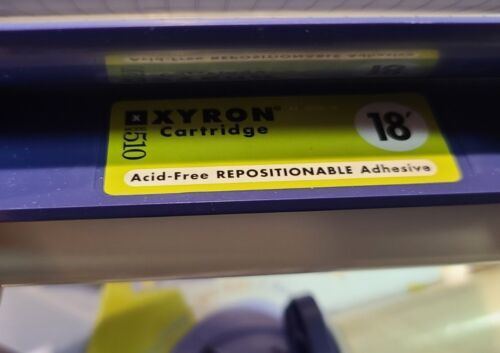 XYRON®
510
Cartridge
18'
Acid-Free REPOSITIONABLE Adhesive